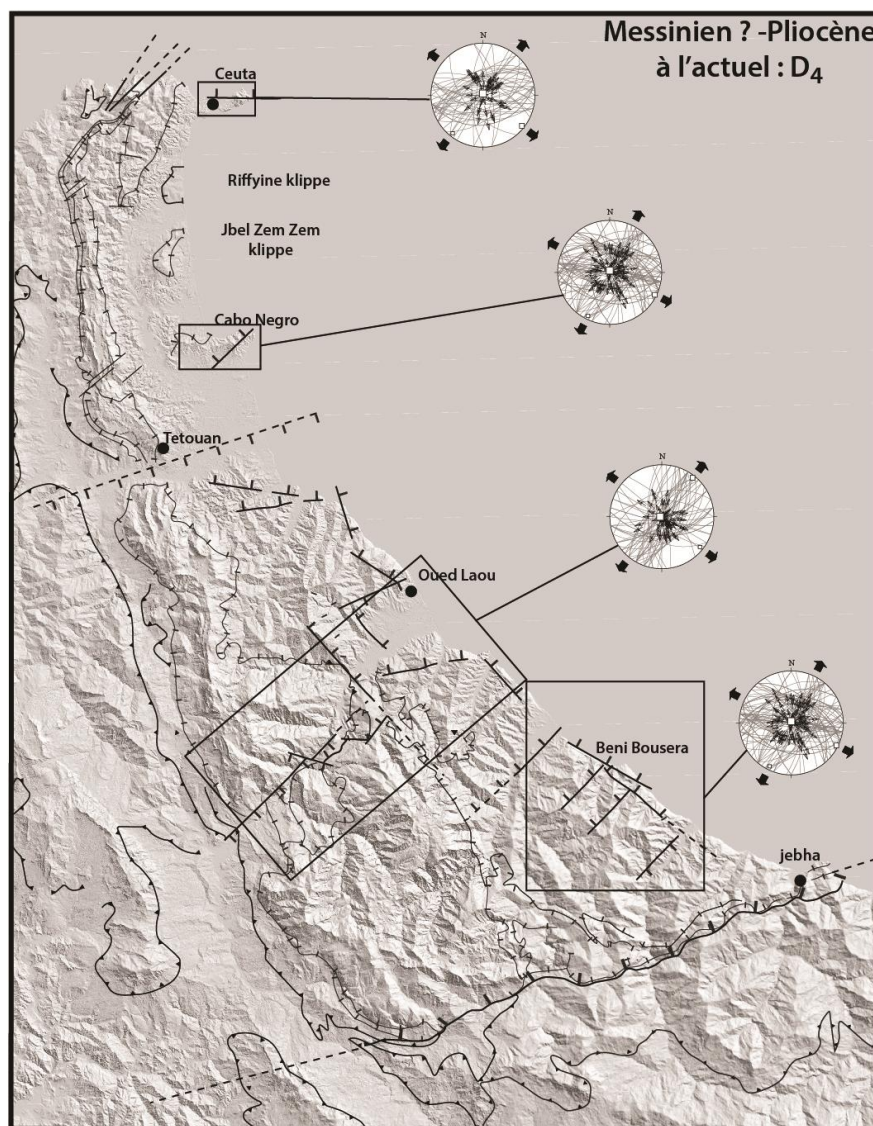 Messinien ? -Pliocène
à l'actuel : D4
Ceuta
N
Riffyine klippe
Jbel Zem Zem
klippe
N
Cabo Negro
Tetouan
N
Oued Laou
N
Beni Bousera
jebha